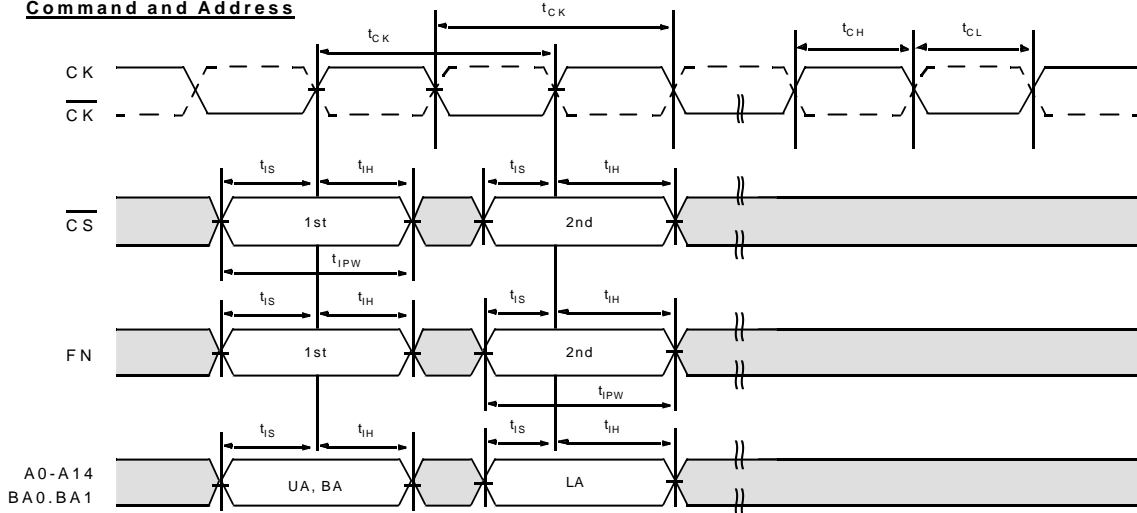 Command and Address
tCK
tCK
tCH
tCL
CK
CK
tIS
tIH
tIS
tIH
CS
1st
2nd
tIPW
tIS
tIH
tIS
tIH
FN
1st
2nd
tIPW
tIS
tIH
tIS
tIH
A0-A14
BA0.BA1
UA, BA
LA